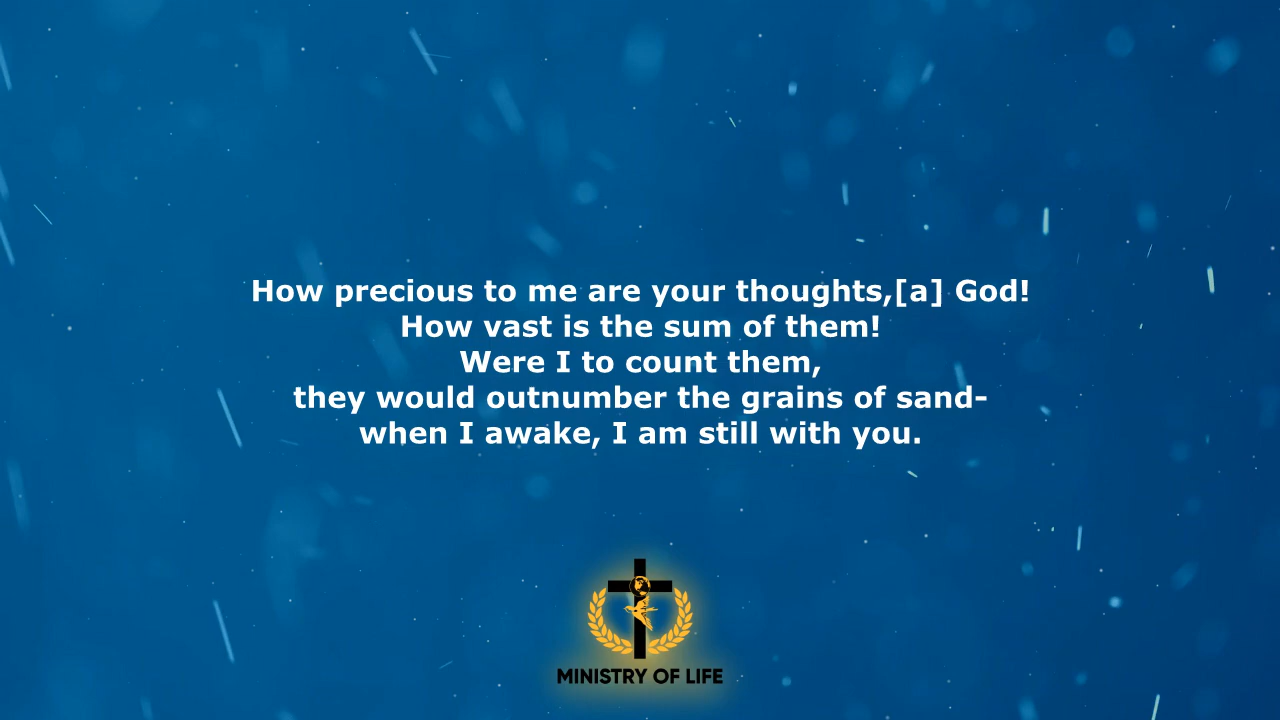 How precious to me are your thoughts,[a] God!
How vast is the sum of them!
Were I to count them,
they would outnumber the grains of sand-
when I awake, I am still with you.
MINISTRY OF LIFE